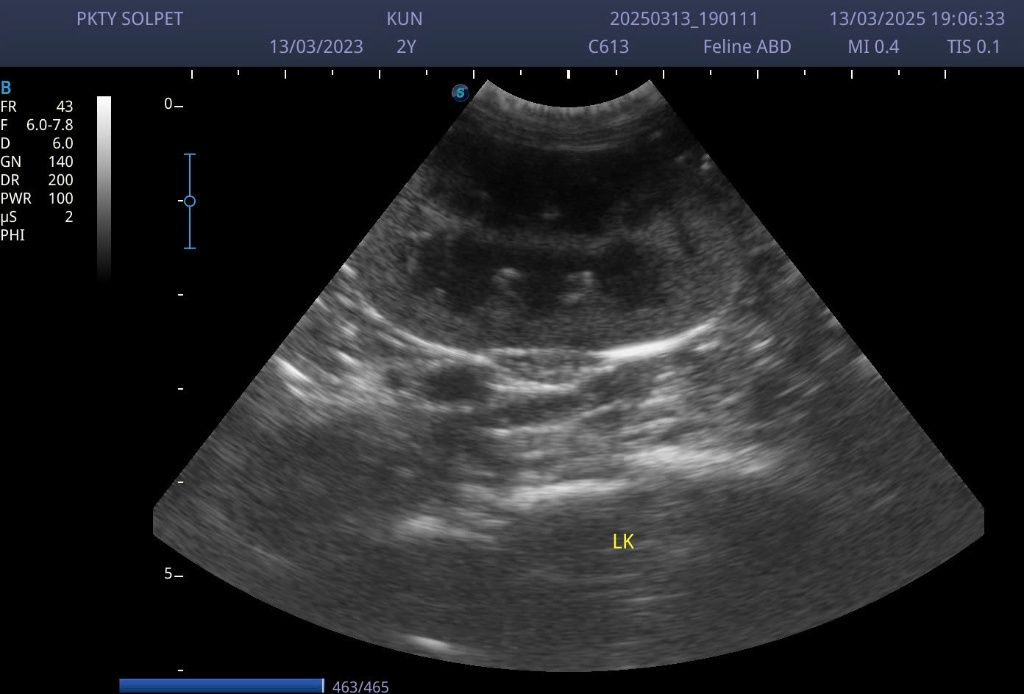 PKTY SOLPET KUN 20250313_190111 13/03/2025 19:06:33
13/03/2023 2Y C613 Feline ABD MI 0.4 TIS 0.1
B
S
FR 43
F 6.0-7.8
D 6.0
GN 140
DR 200
PWR 100
µS 2
PHI
0
5
LK
463/465